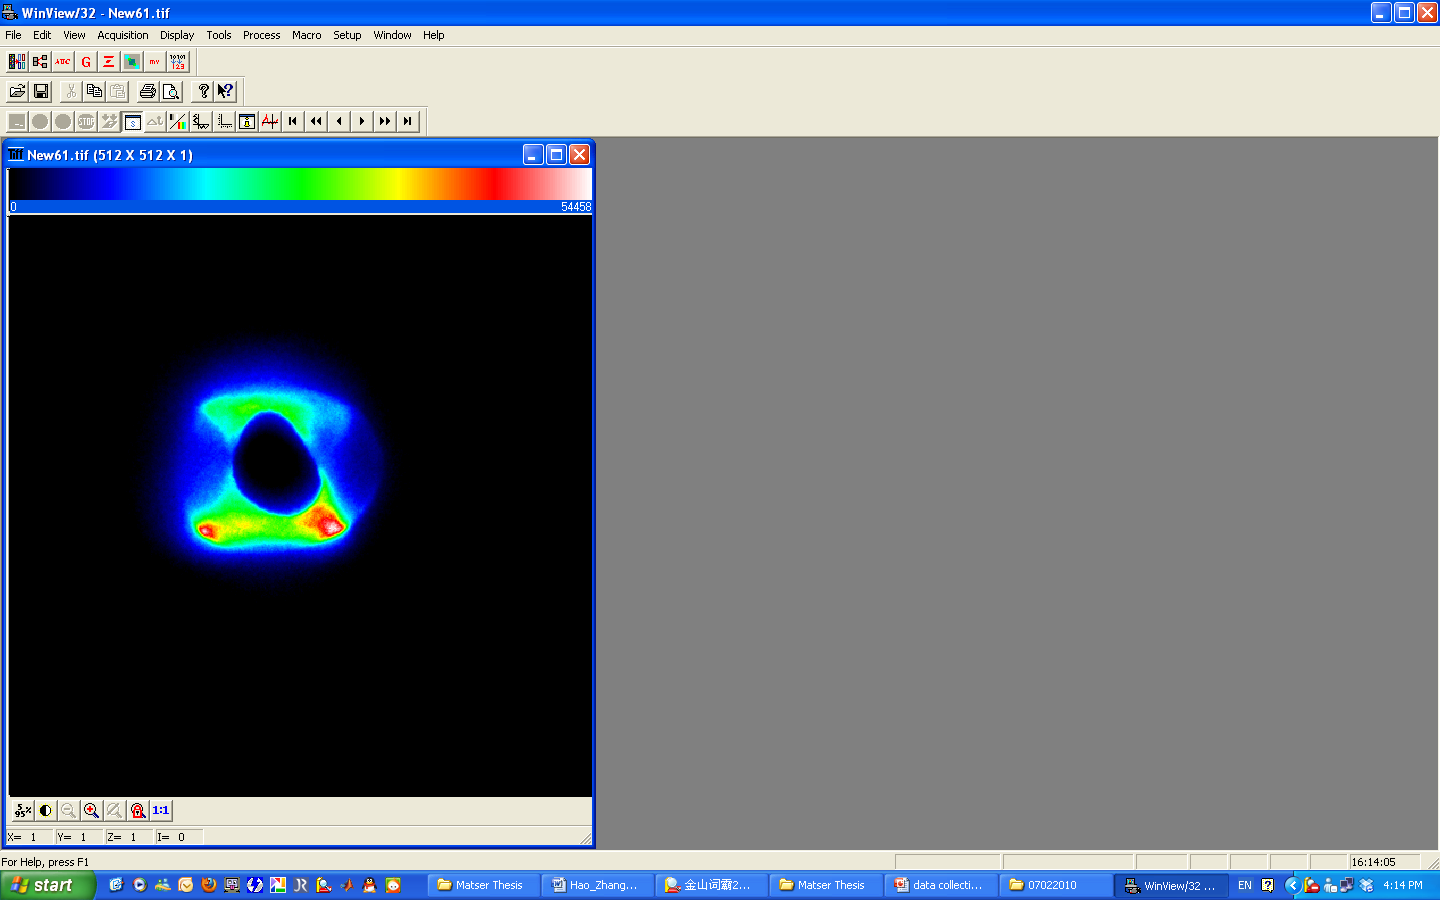 WinView/32 - New61.tif
File Edit View Acquisition Display Tools Process Macro Setup Window Help
New61.tif (512 X 512 X 1)
0 54458
5 95%
1:1
X= 1 Y= 1 Z= 1 I= 0
For Help, press F1
16:14:05
start
Matser Thesis
Hao_Zhang...
金山词霸2...
Matser Thesis
data collecti...
07022010
WinView/32 ...
EN
4:14 PM